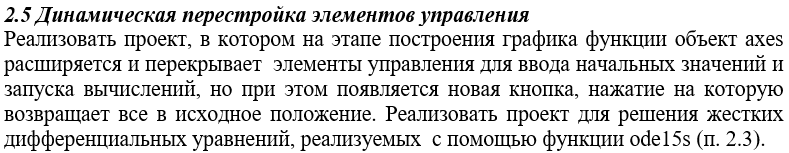 2.5 Динамическая перестройка элементов управления
Реализовать проект, в котором на этапе построения графика функции объект axes
расширяется и перекрывает элементы управления для ввода начальных значений и
запуска вычислений, но при этом появляется новая кнопка, нажатие на которую
возвращает все в исходное положение. Реализовать проект для решения жестких
дифференциальных уравнений, реализуемых с помощью функции ode15s (п. 2.3).